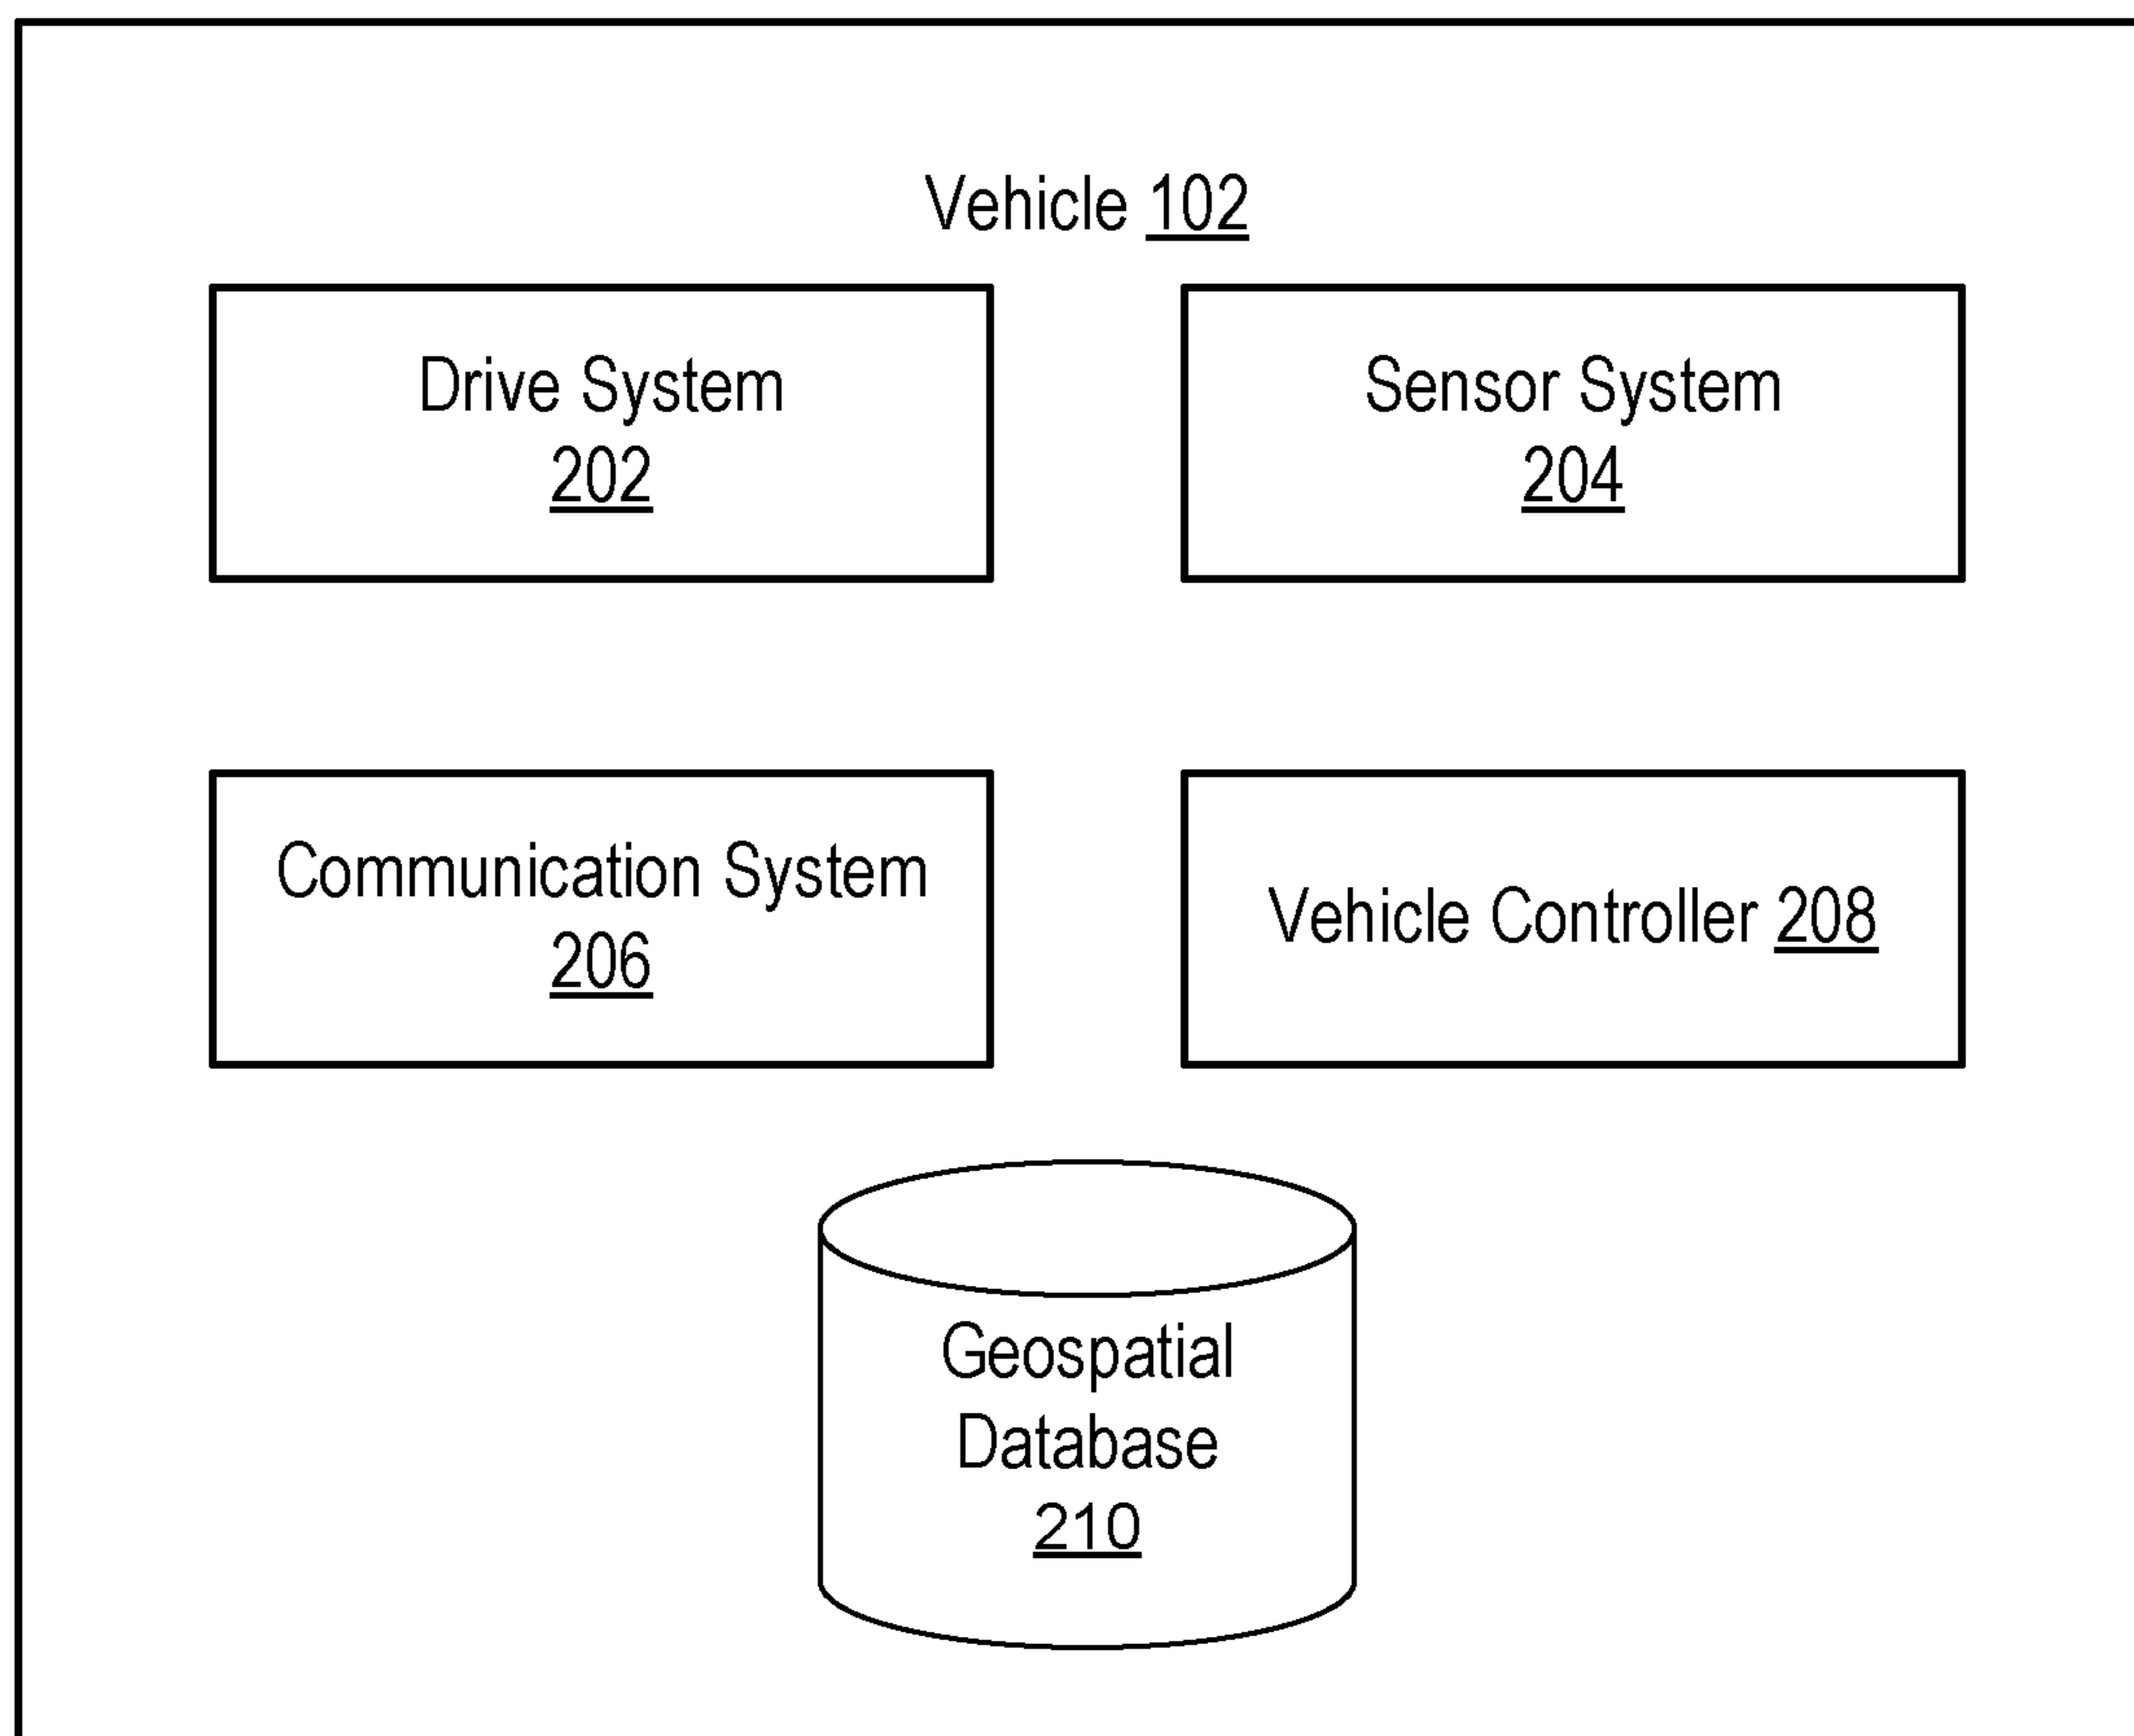 Vehicle 102
Drive System
202
Sensor System
204
Communication System
206
Vehicle Controller 208
Geospatial
Database
210